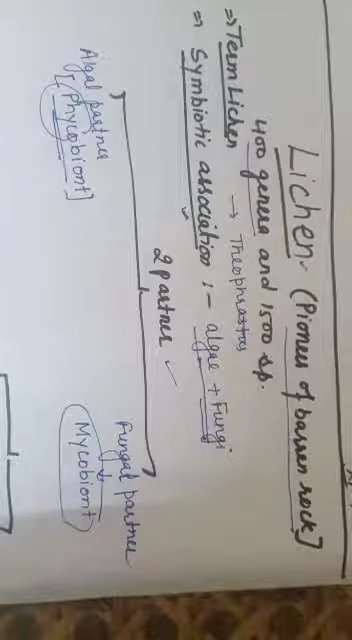 Lichen. (Pioneer of barren rock]
400 genera and 1500 sp.
⇒ Term Lichen → Theophrastus
⇒ Symbiotic association :- algae + Fungi
2 partner ✓
Algal partner
[Phycobiont]
Fungal partner
Mycobiont